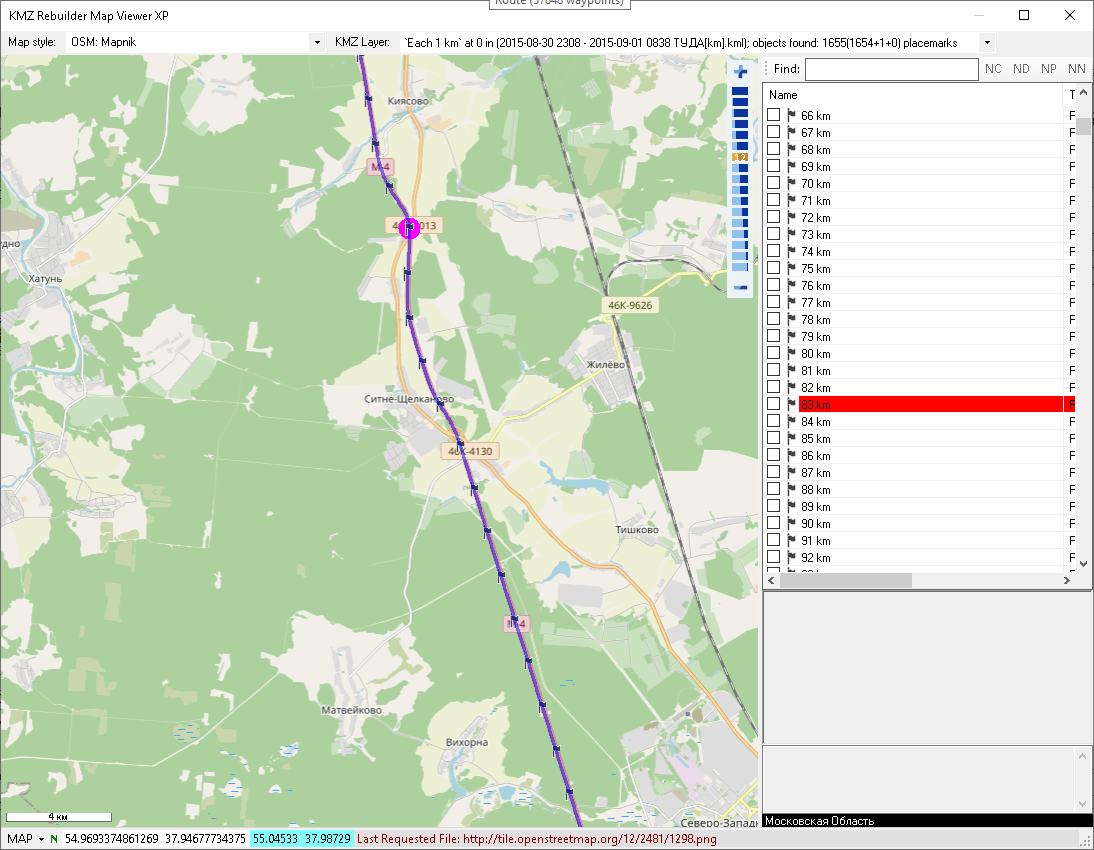 Route (57848 waypoints)
KMZ Rebuilder Map Viewer XP
Map style: OSM: Mapnik KMZ Layer: `Each 1 km` at 0 in (2015-08-30 2308 - 2015-09-01 0838 ТУДА[km].kml); objects found: 1655(1654+1+0) placemarks
Find: NC ND NP NN
Name T
66 km F
67 km F
68 km F
69 km F
70 km F
71 km F
72 km F
73 km F
74 km F
75 km F
76 km F
77 km F
78 km F
79 km F
80 km F
81 km F
82 km F
83 km F
84 km F
85 km F
86 km F
87 km F
88 km F
89 km F
90 km F
91 km F
92 km F
12
Киясово
М-4
013
удно
Хатунь
46К-9626
Жилёво
Ситне-Щелканово
46К-4130
Тишково
М-4
Матвейково
Вихорна
Северо-Запад
4 км
Московская Область
MAP N 54.9693374861269 37.94677734375 55.04533 37.98729 Last Requested File: http://tile.openstreetmap.org/12/2481/1298.png